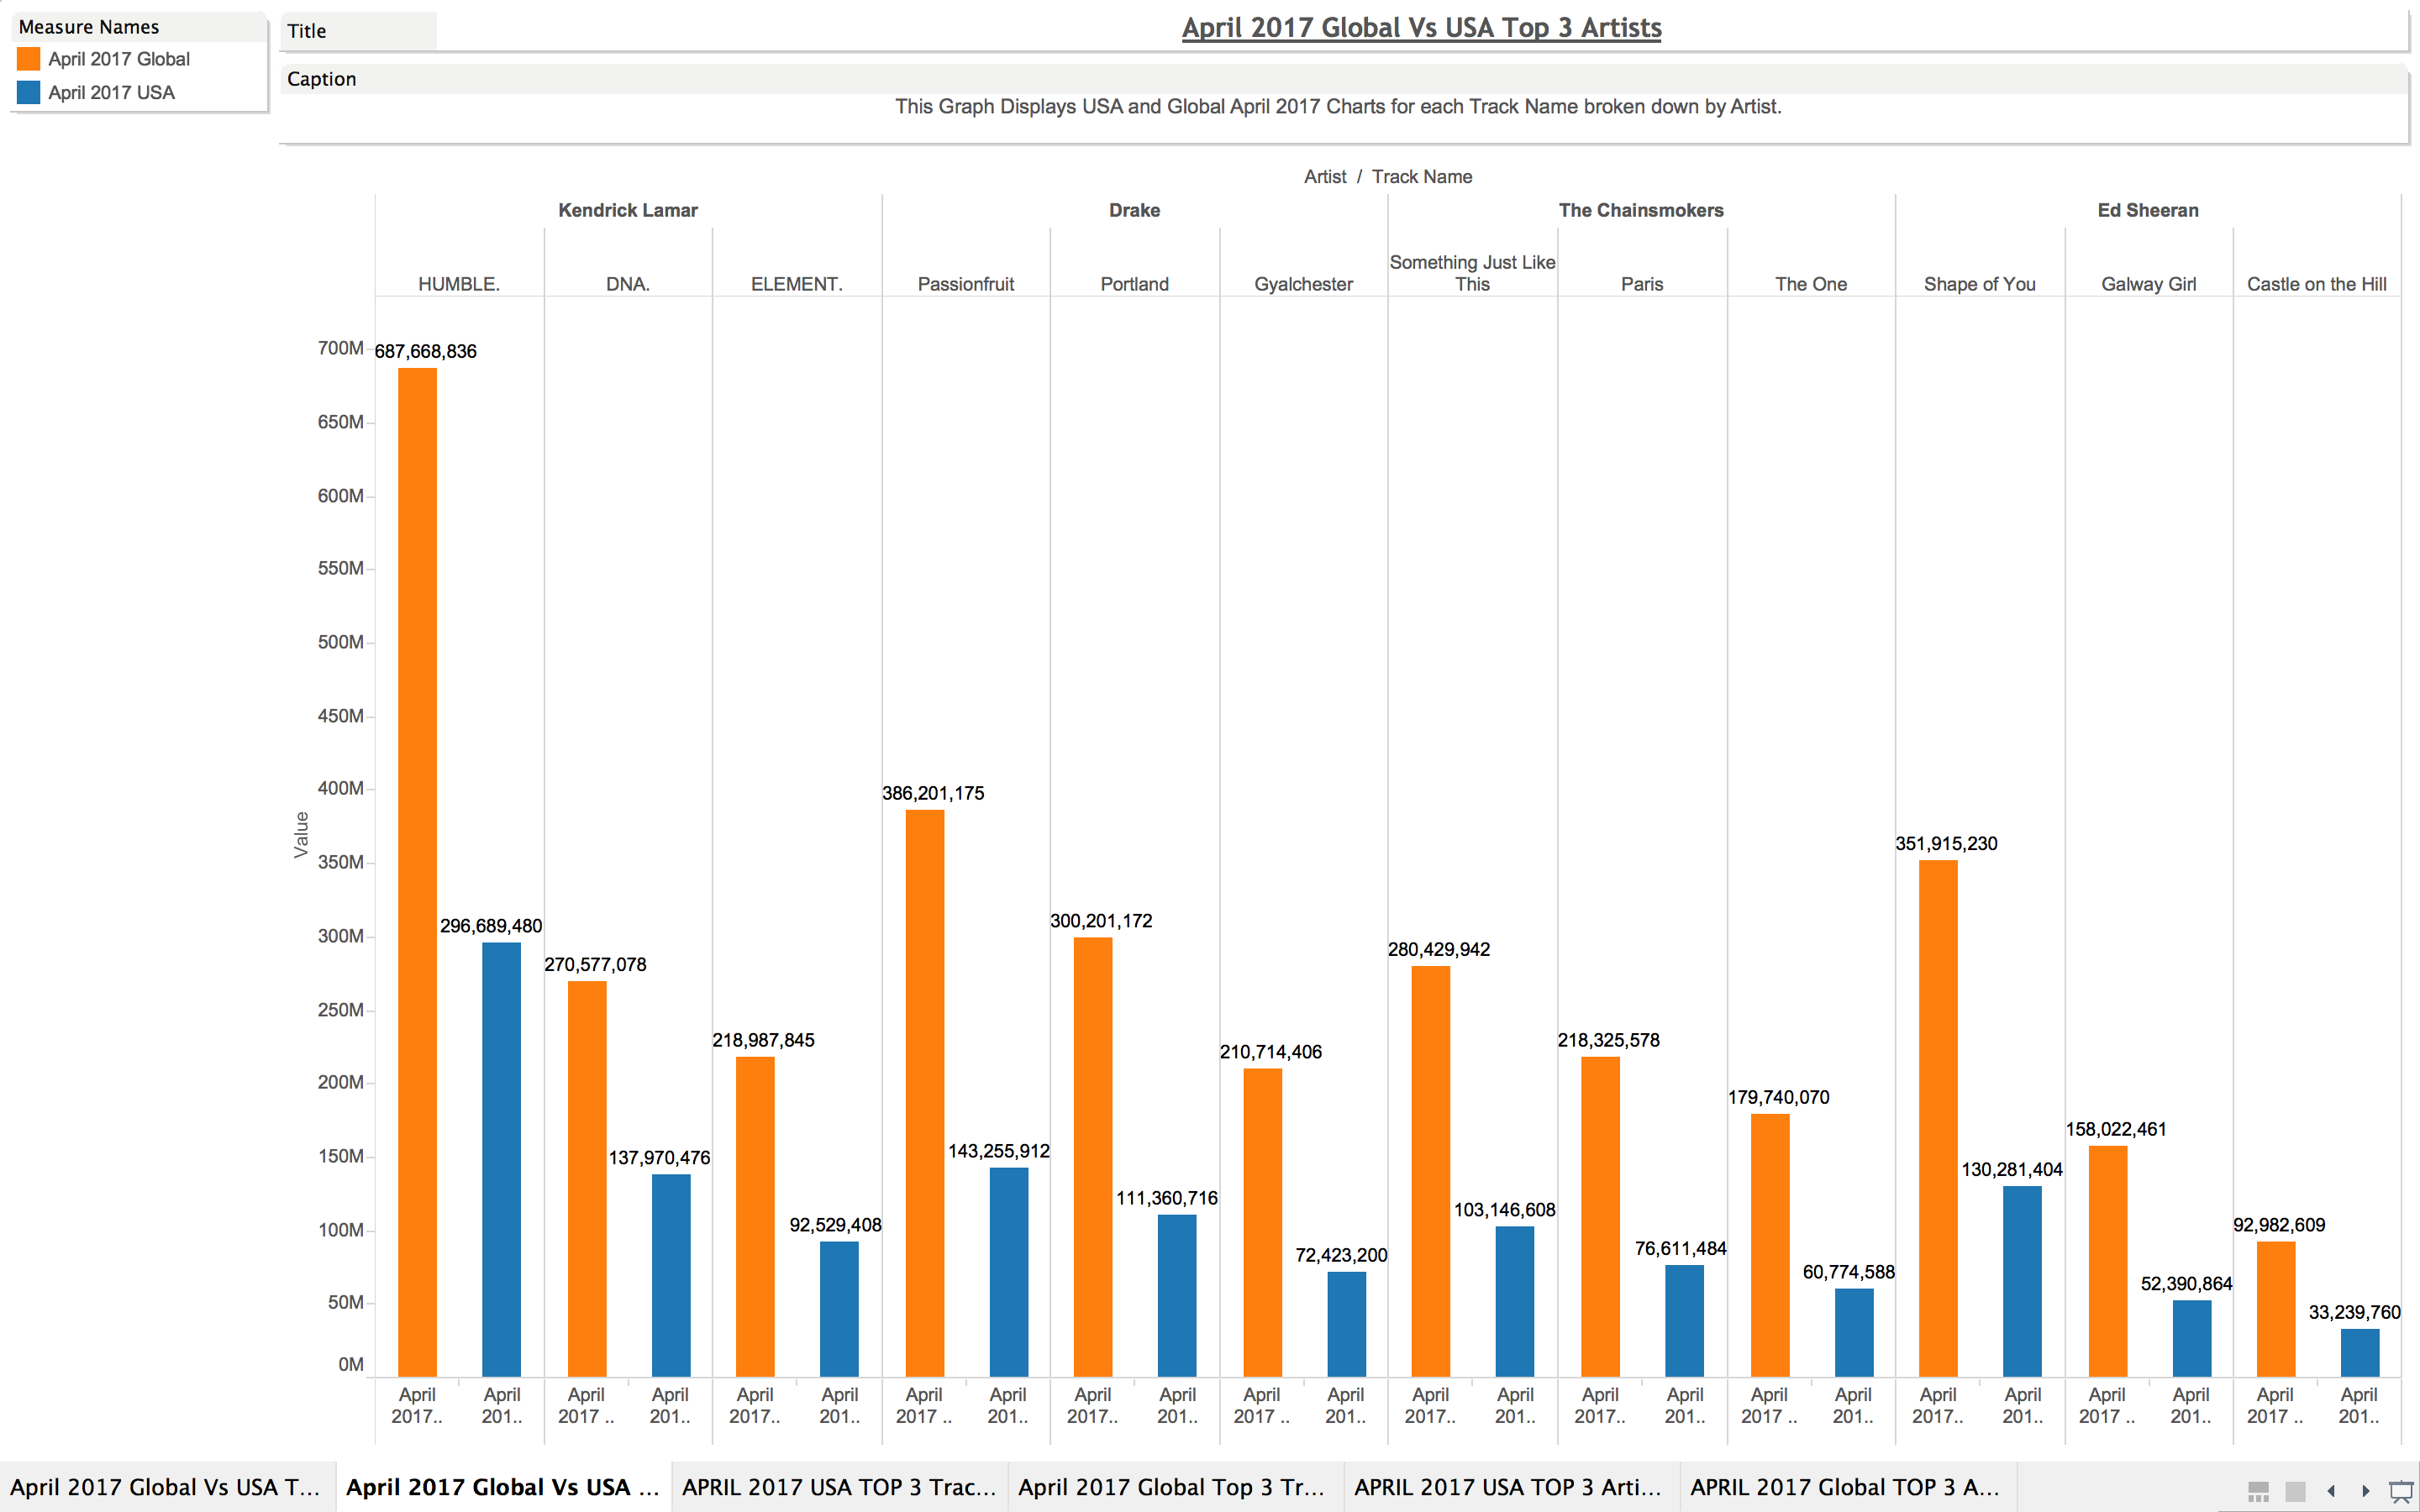 Measure Names
April 2017 Global
April 2017 USA
Title
April 2017 Global Vs USA Top 3 Artists
Caption
This Graph Displays USA and Global April 2017 Charts for each Track Name broken down by Artist.
Artist / Track Name
Kendrick Lamar Drake The Chainsmokers Ed Sheeran
HUMBLE. DNA. ELEMENT. Passionfruit Portland Gyalchester Something Just Like
This Paris The One Shape of You Galway Girl Castle on the Hill
Value
700M
650M
600M
550M
500M
450M
400M
350M
300M
250M
200M
150M
100M
50M
0M
687,668,836
296,689,480
270,577,078
137,970,476
218,987,845
92,529,408
386,201,175
143,255,912
300,201,172
111,360,716
210,714,406
72,423,200
280,429,942
103,146,608
218,325,578
76,611,484
179,740,070
60,774,588
351,915,230
130,281,404
158,022,461
52,390,864
92,982,609
33,239,760
April April April April April April April April April April April April April April April April April April April April April April April April
2017.. 201.. 2017 .. 201.. 2017.. 201.. 2017 .. 201.. 2017.. 201.. 2017 .. 201.. 2017.. 201.. 2017.. 201.. 2017 .. 201.. 2017.. 201.. 2017 .. 201.. 2017 .. 201..
April 2017 Global Vs USA T... April 2017 Global Vs USA ... APRIL 2017 USA TOP 3 Trac... April 2017 Global Top 3 Tr... APRIL 2017 USA TOP 3 Arti... APRIL 2017 Global TOP 3 A...